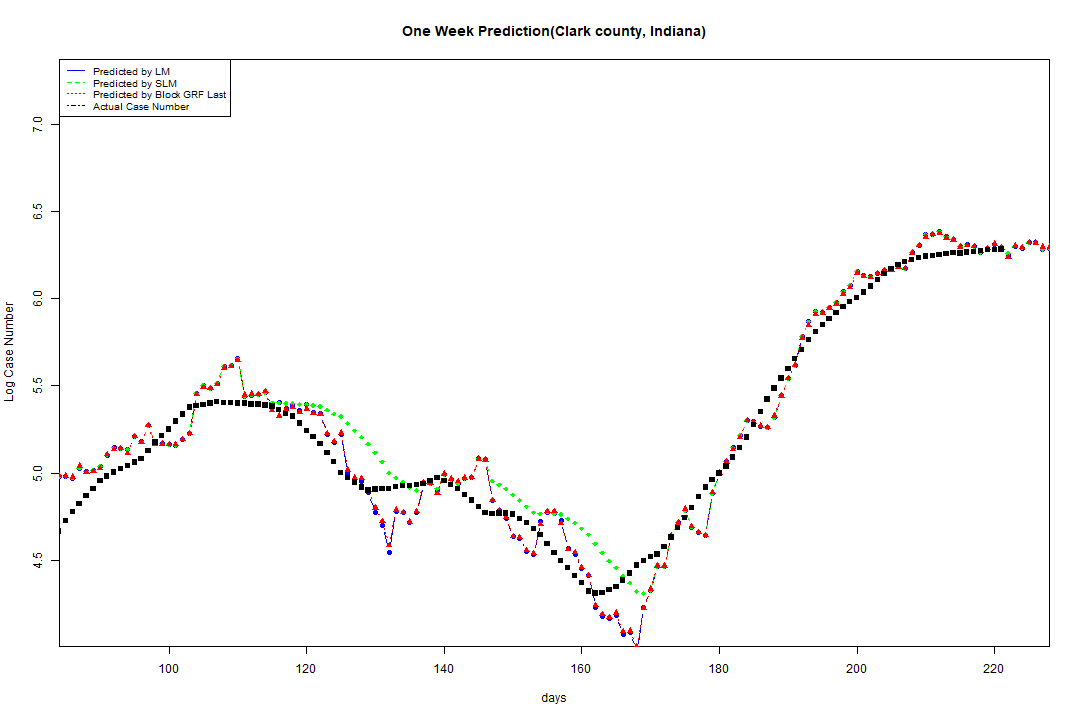 One Week Prediction(Clark county, Indiana)
Predicted by LM
Predicted by SLM
Predicted by Block GRF Last
Actual Case Number
7.0
6.5
6.0
5.5
5.0
4.5
Log Case Number
100 120 140 160 180 200 220
days